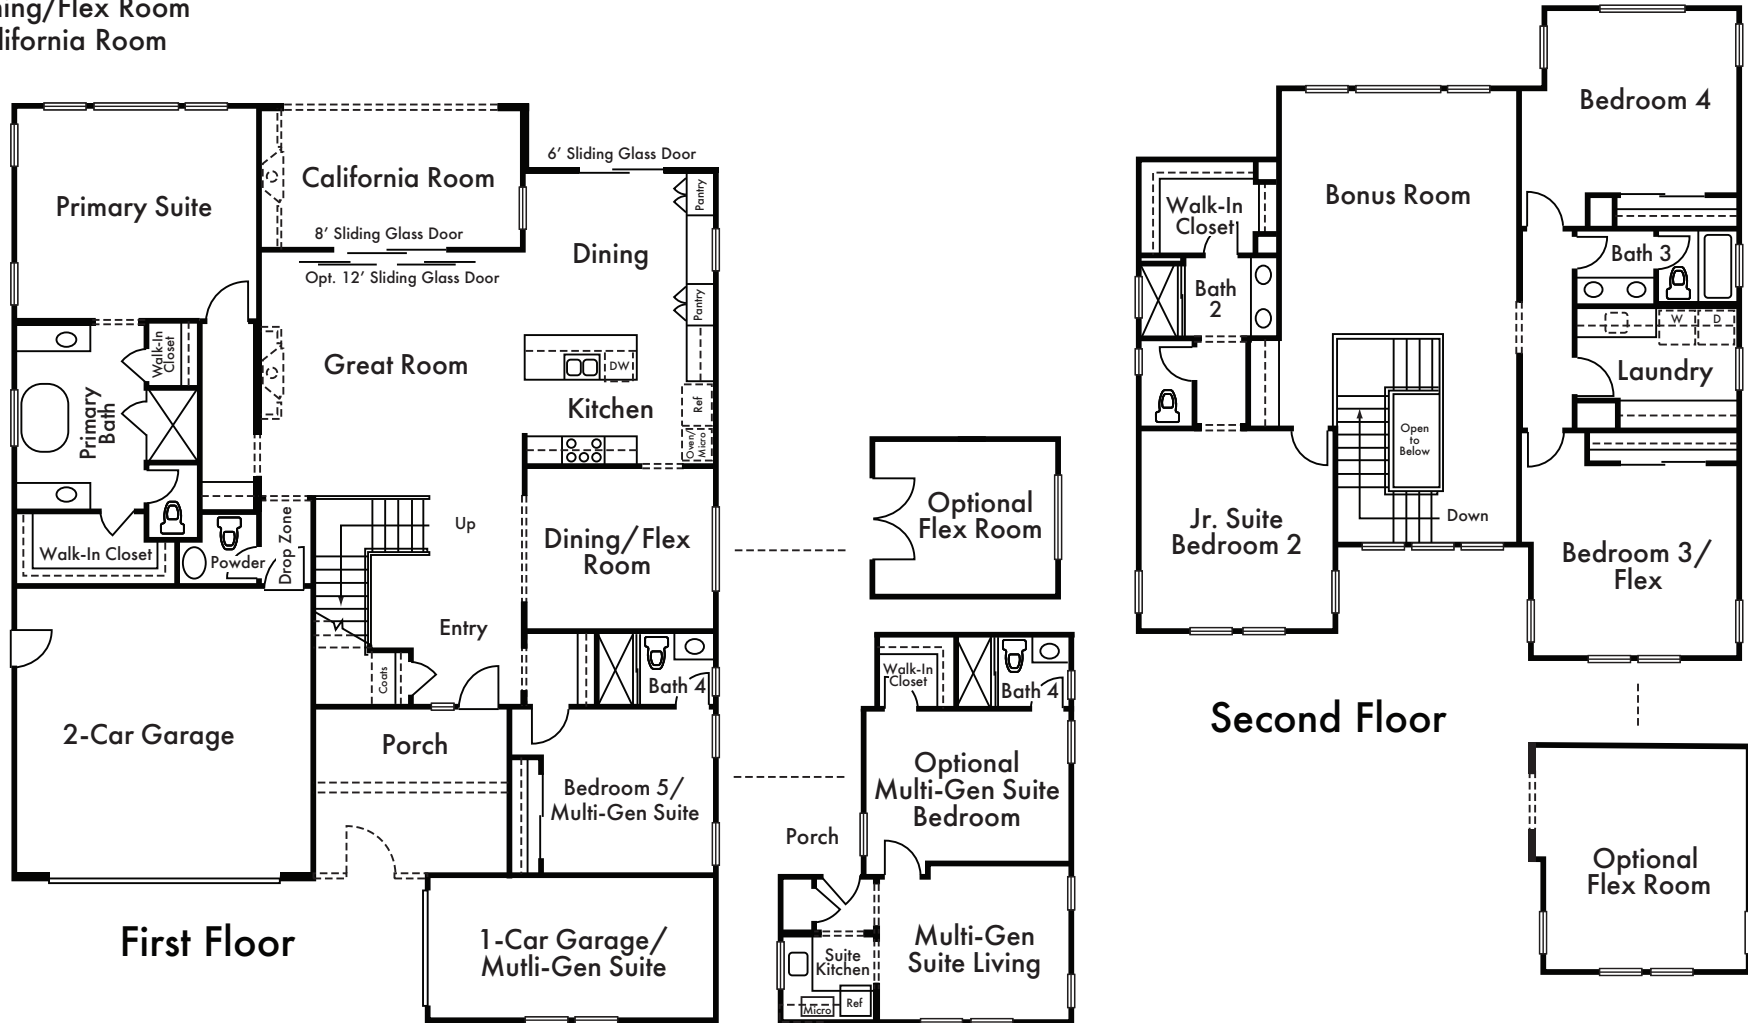 ning/Flex Room
lifornia Room
Primary Suite
California Room
6’ Sliding Glass Door
8’ Sliding Glass Door
Opt. 12’ Sliding Glass Door
Dining
Pantry
Pantry
Walk-In
Closet
Great Room
DW
Kitchen
Ref
Oven/
Micro
Primary
Bath
Walk-In Closet
Powder
Drop Zone
Up
Dining/Flex
Room
Entry
Coats
Bath 4
2-Car Garage
Porch
Bedroom 5/
Multi-Gen Suite
First Floor
1-Car Garage/
Mutli-Gen Suite
Optional
Flex Room
Walk-In
Closet
Bath 4
Optional
Multi-Gen Suite
Bedroom
Porch
Multi-Gen
Suite Living
Suite
Kitchen
Micro
Ref
Bedroom 4
Bonus Room
Walk-In
Closet
Bath
2
Bath 3
W
D
Laundry
Open
to
Below
Down
Jr. Suite
Bedroom 2
Bedroom 3/
Flex
Second Floor
Optional
Flex Room